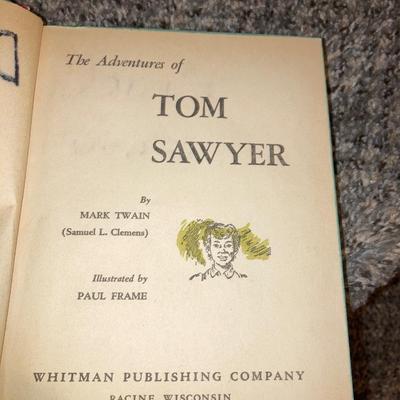 The Adventures of
TOM
SAWYER
By
MARK TWAIN
(Samuel L. Clemens)
Illustrated by
PAUL FRAME
WHITMAN PUBLISHING COMPANY
RACINE, WISCONSIN